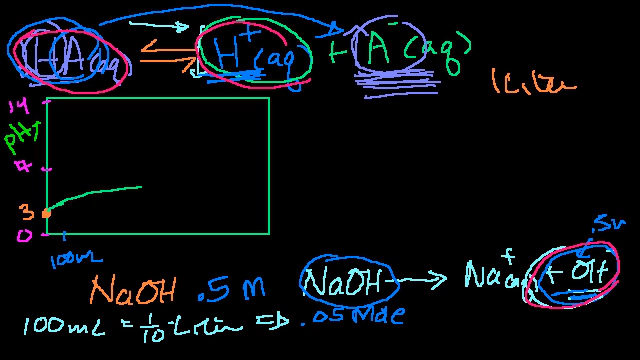 HA(aq) ⇌ H⁺(aq) + A⁻(aq)
1 Liter
14
pH
7
3
0
100mL
.5M
NaOH .5 M NaOH → Na⁺(aq) + OH⁻
100mL = 1/10 Liter ⇒ .05 Mole